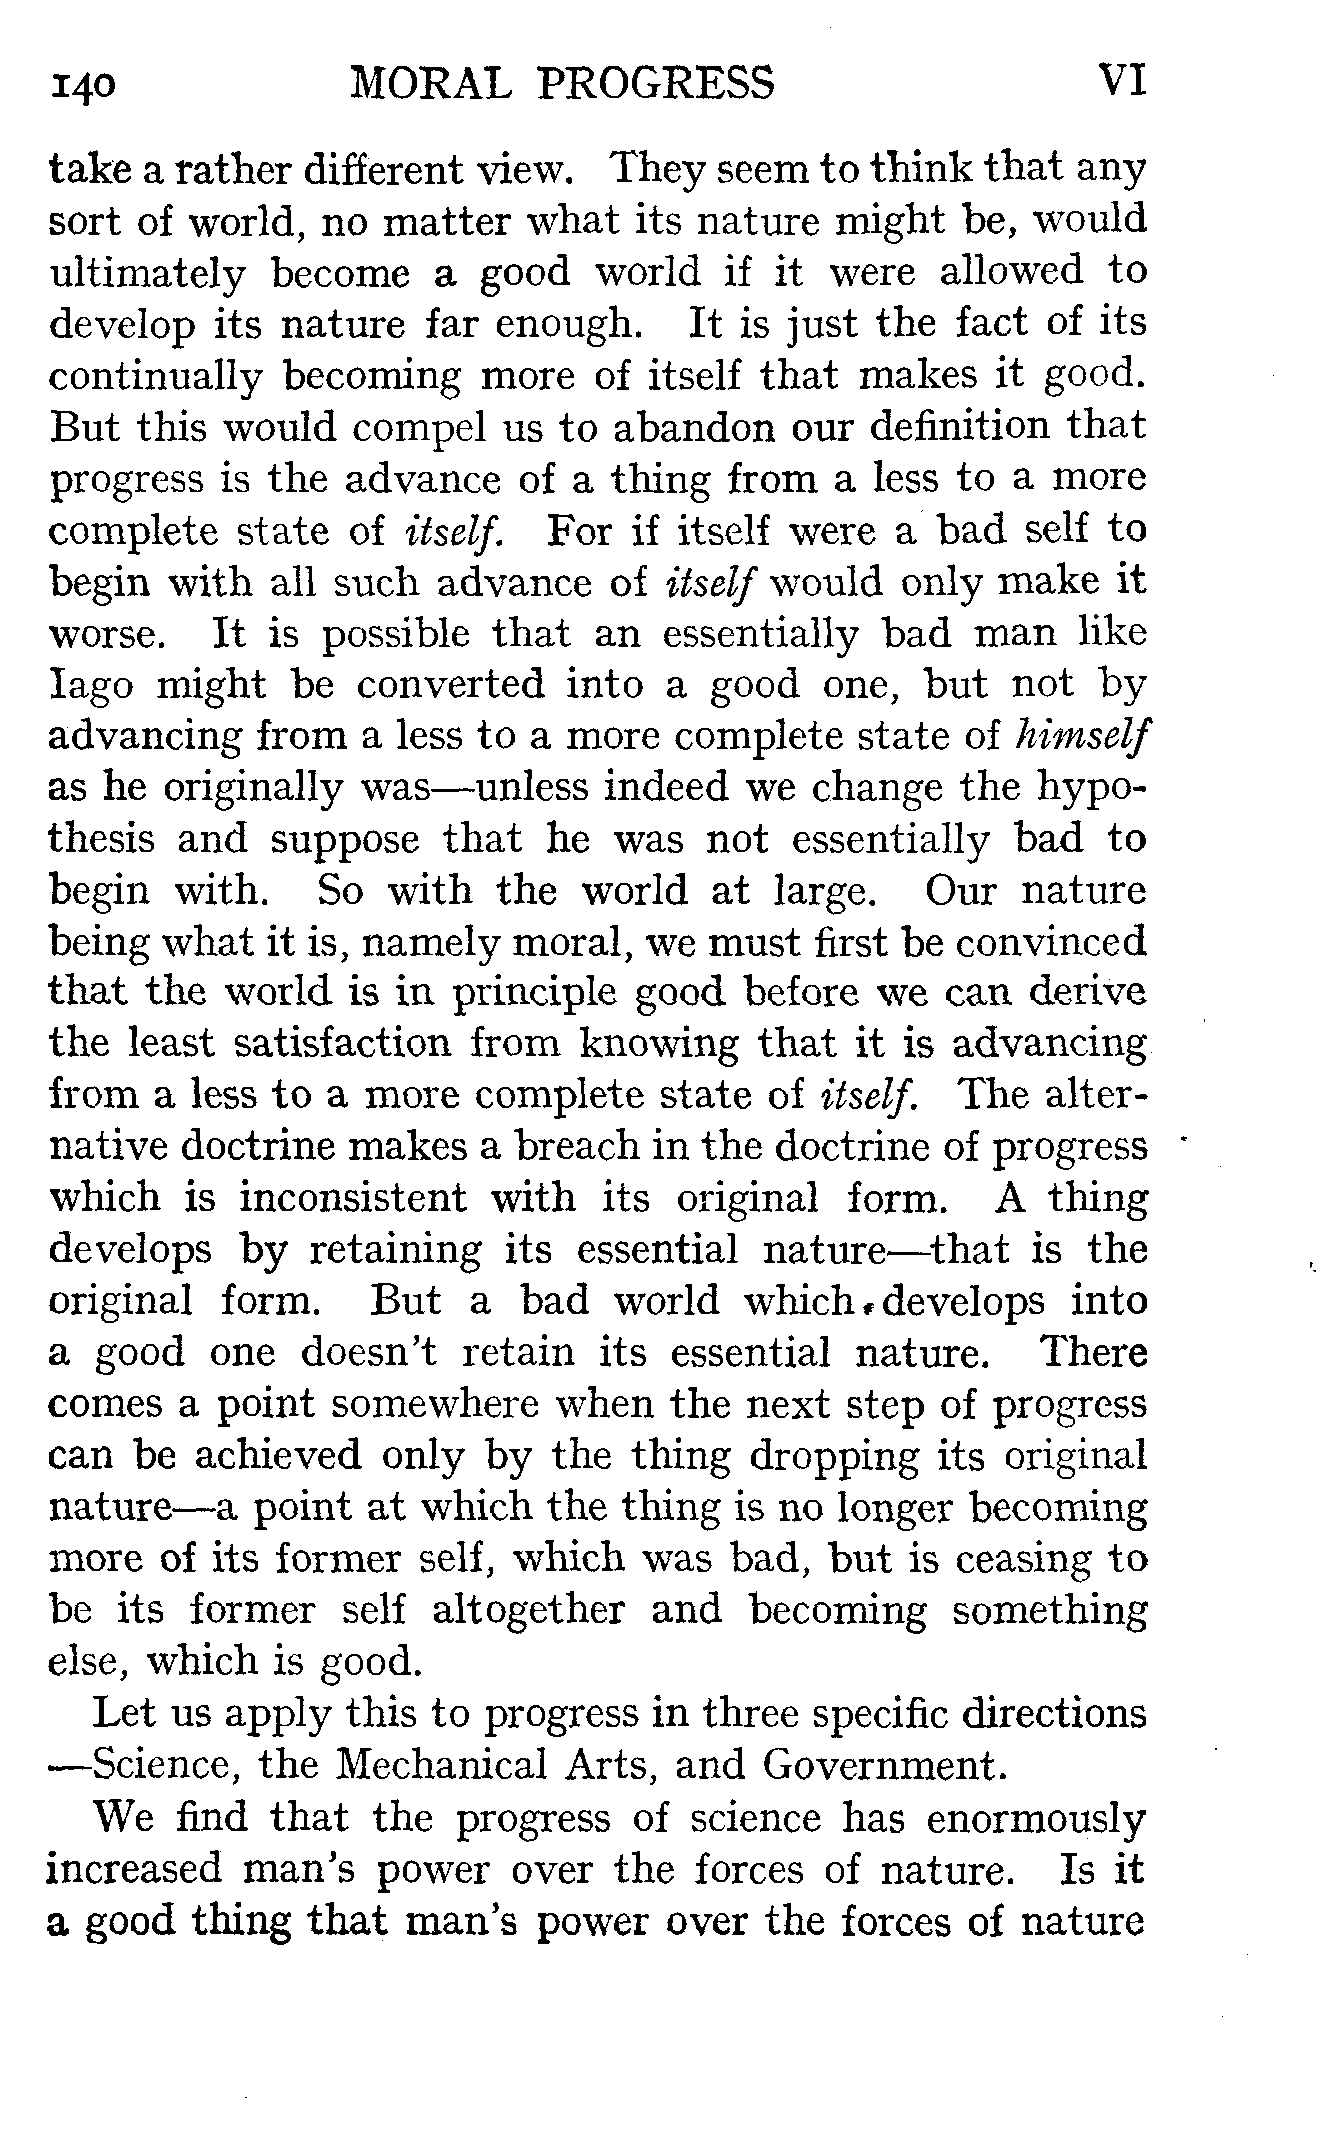 140 MORAL PROGRESS VI
take a rather different view. They seem to think that any
sort of world, no matter what its nature might be, would
ultimately become a good world if it were allowed to
develop its nature far enough. It is just the fact of its
continually becoming more of itself that makes it good.
But this would compel us to abandon our definition that
progress is the advance of a thing from a less to a more
complete state of itself. For if itself were a bad self to
begin with all such advance of itself would only make it
worse. It is possible that an essentially bad man like
Iago might be converted into a good one, but not by
advancing from a less to a more complete state of himself
as he originally was—unless indeed we change the hypo-
thesis and suppose that he was not essentially bad to
begin with. So with the world at large. Our nature
being what it is, namely moral, we must first be convinced
that the world is in principle good before we can derive
the least satisfaction from knowing that it is advancing
from a less to a more complete state of itself. The alter-
native doctrine makes a breach in the doctrine of progress
which is inconsistent with its original form. A thing
develops by retaining its essential nature—that is the
original form. But a bad world which develops into
a good one doesn't retain its essential nature. There
comes a point somewhere when the next step of progress
can be achieved only by the thing dropping its original
nature—a point at which the thing is no longer becoming
more of its former self, which was bad, but is ceasing to
be its former self altogether and becoming something
else, which is good.
Let us apply this to progress in three specific directions
—Science, the Mechanical Arts, and Government.
We find that the progress of science has enormously
increased man's power over the forces of nature. Is it
a good thing that man's power over the forces of nature